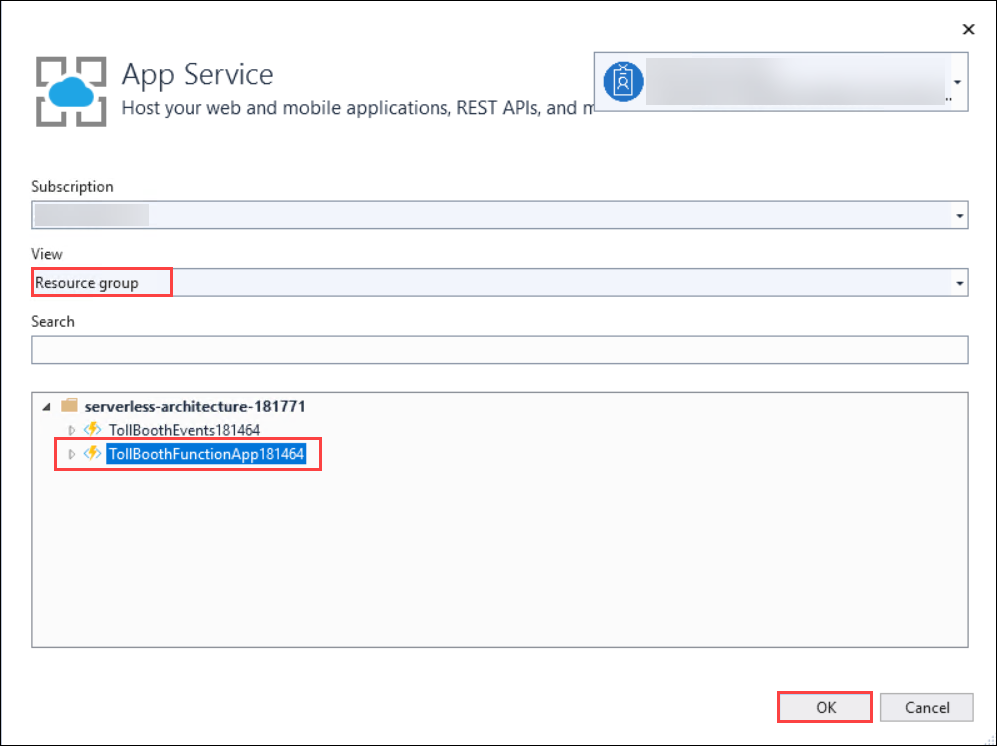 App Service
Host your web and mobile applications, REST APIs, and
Subscription
View
Resource group
Search
serverless-architecture-181771
TollBoothEvents181464
TollBoothFunctionApp181464
OK
Cancel